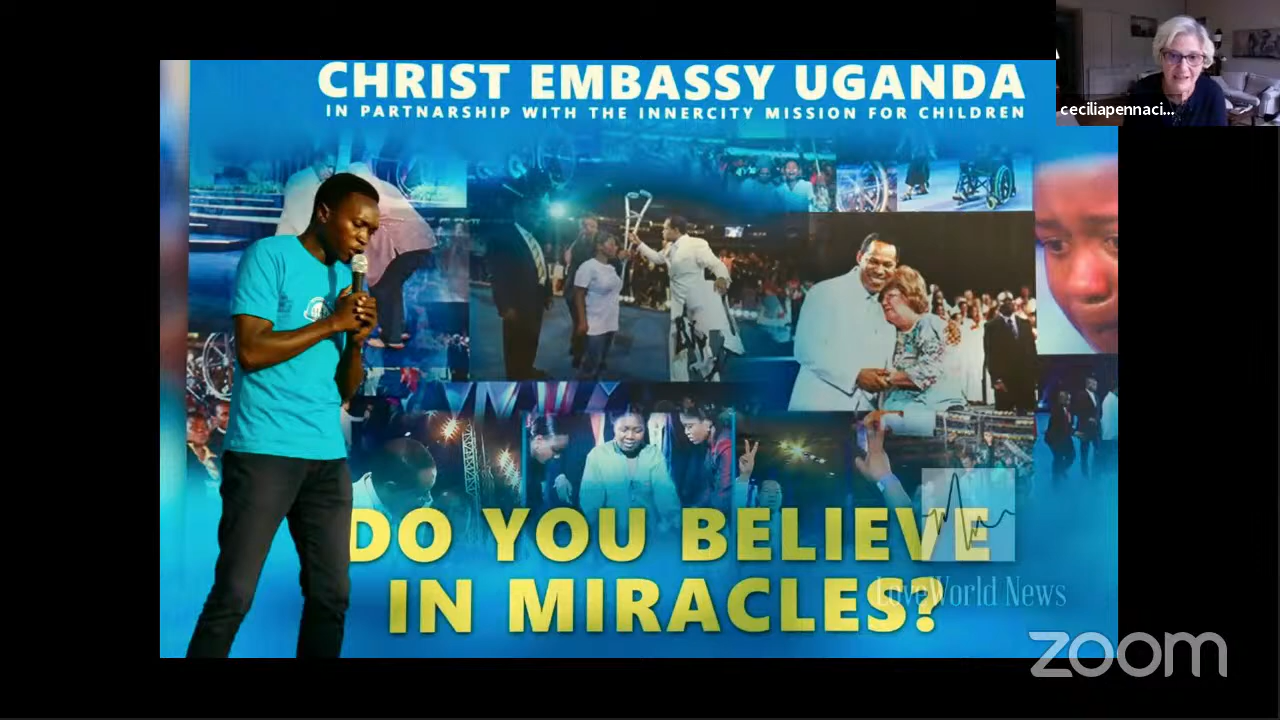 CHRIST EMBASSY UGANDA
IN PARTNARSHIP WITH THE INNERCITY MISSION FOR CHILDREN
ceciliapennaci...
DO YOU BELIEVE
IN MIRACLES?
LoveWorld News
zoom